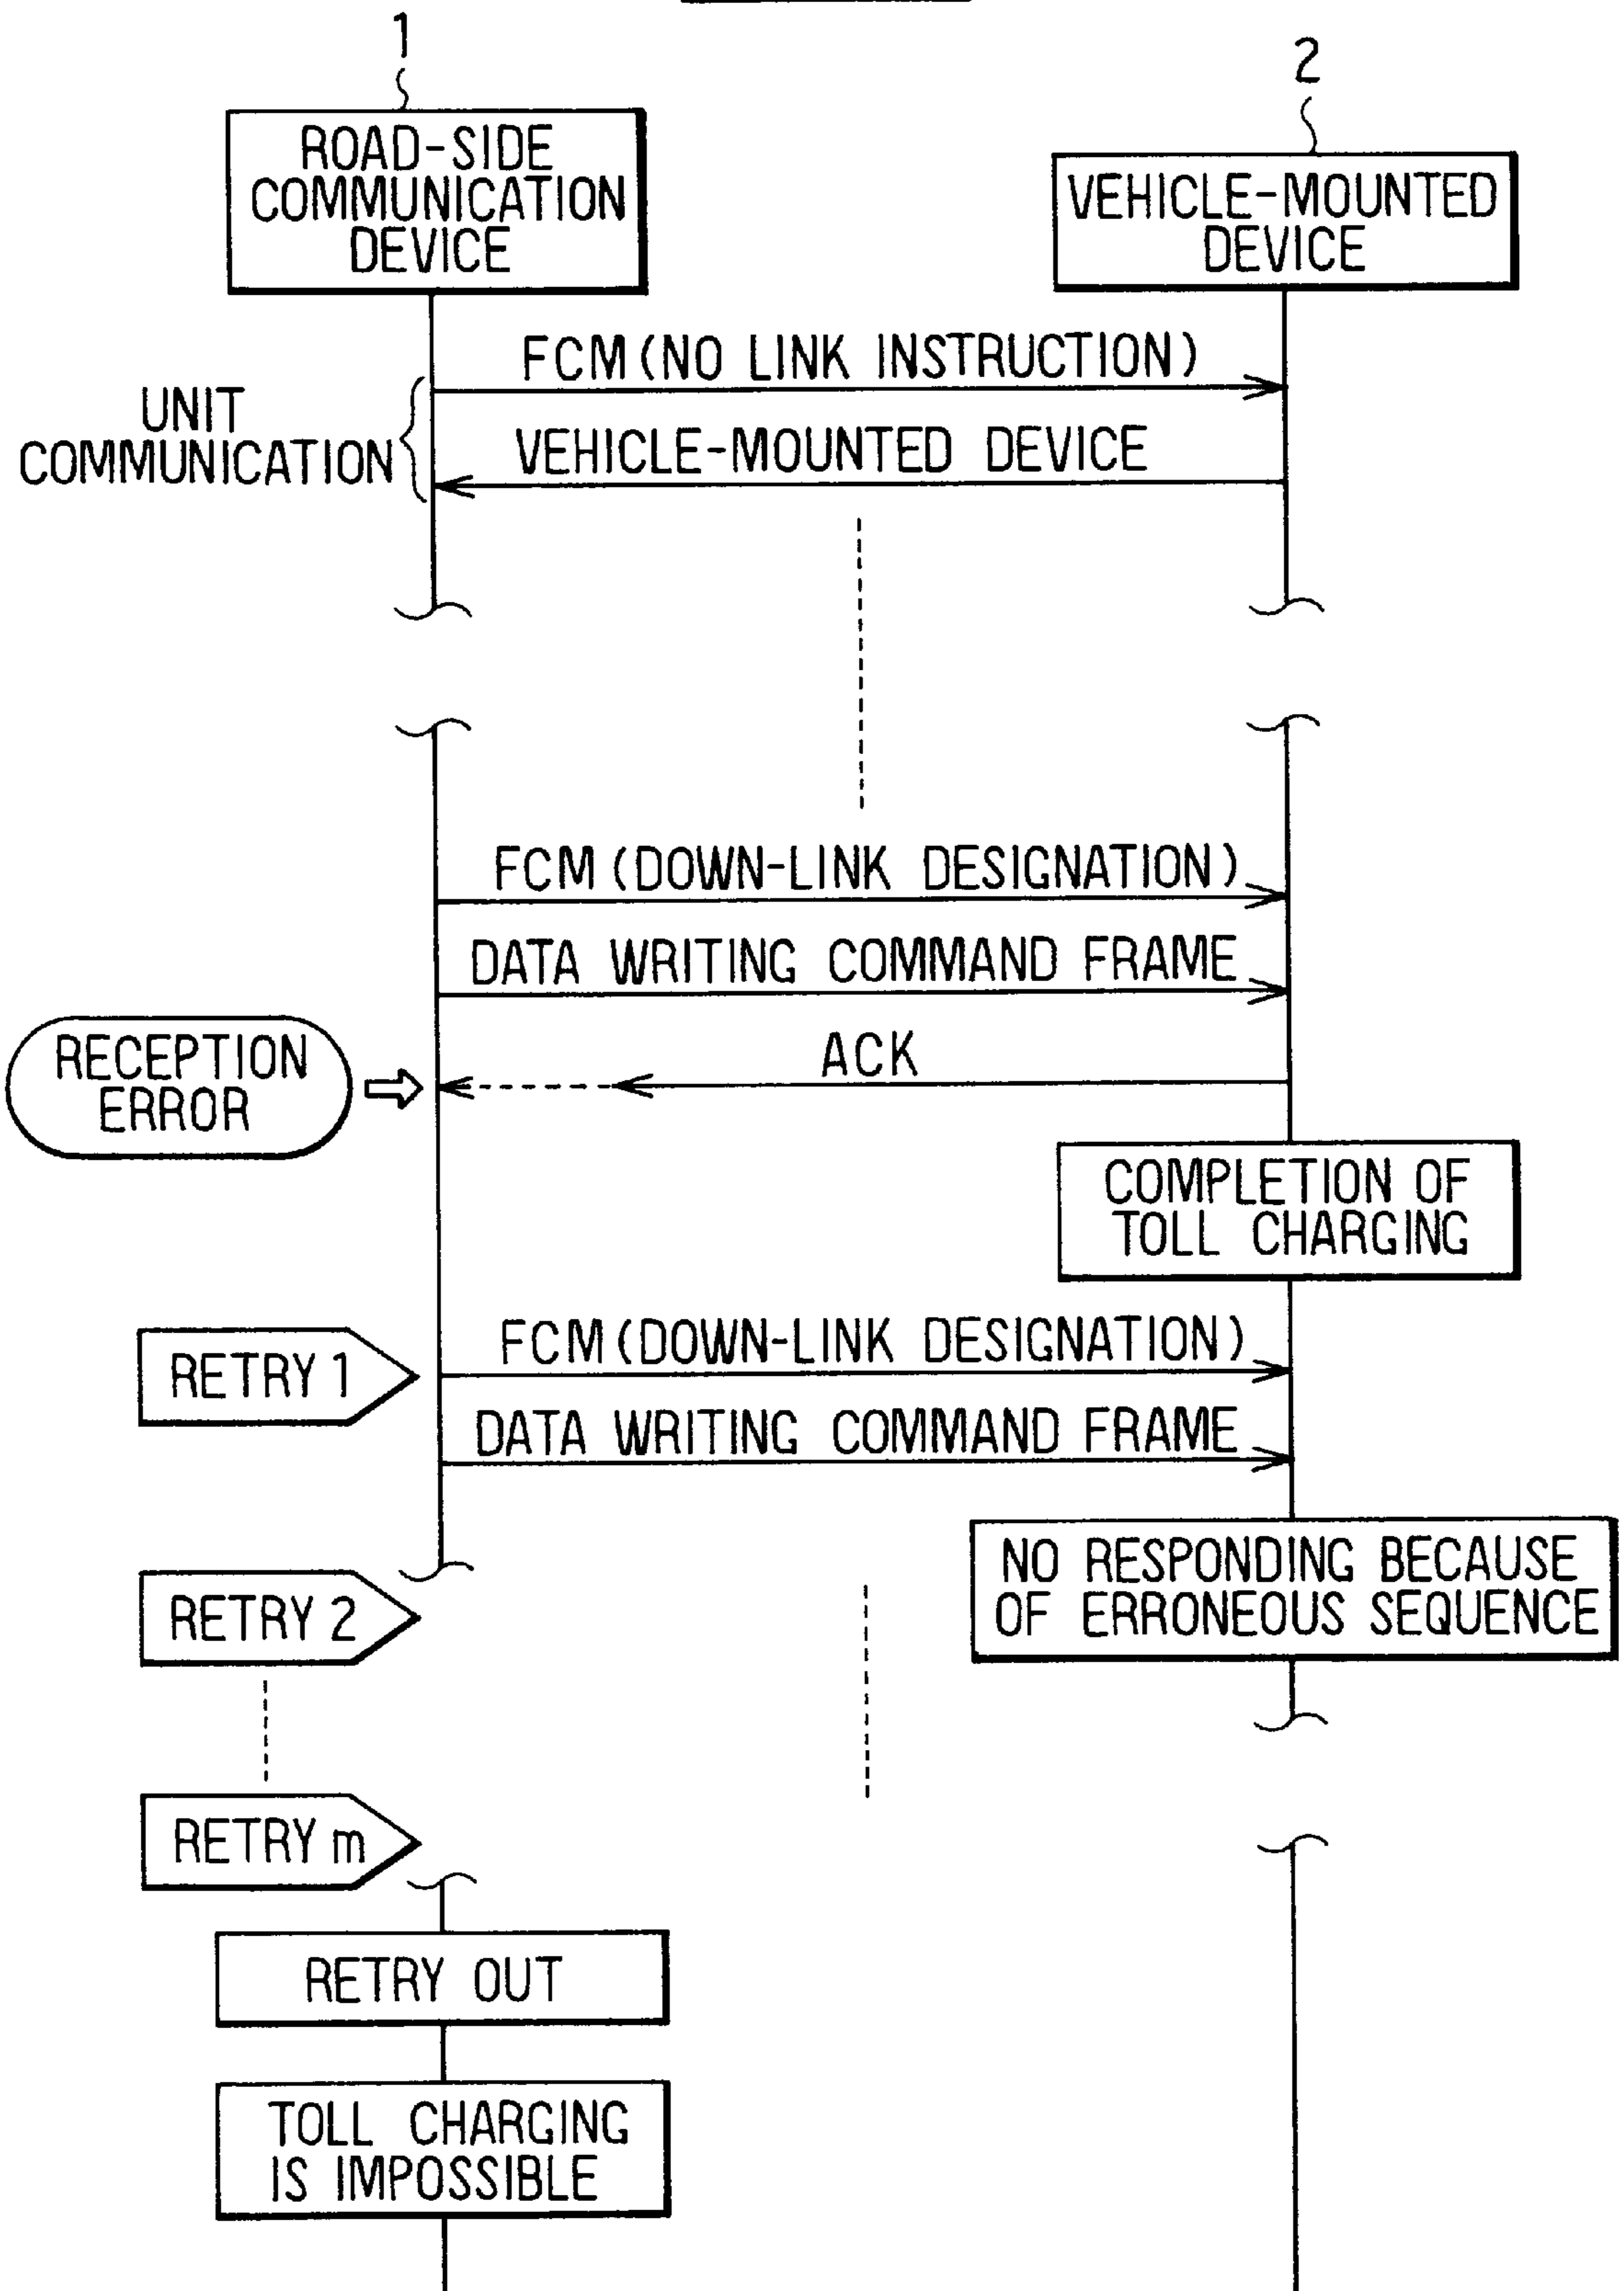 1
2
ROAD-SIDE
COMMUNICATION
DEVICE
VEHICLE-MOUNTED
DEVICE
FCM (NO LINK INSTRUCTION)
UNIT
COMMUNICATION
VEHICLE-MOUNTED DEVICE
FCM (DOWN-LINK DESIGNATION)
DATA WRITING COMMAND FRAME
RECEPTION
ERROR
ACK
COMPLETION OF
TOLL CHARGING
RETRY 1
FCM (DOWN-LINK DESIGNATION)
DATA WRITING COMMAND FRAME
NO RESPONDING BECAUSE
OF ERRONEOUS SEQUENCE
RETRY 2
RETRY m
RETRY OUT
TOLL CHARGING
IS IMPOSSIBLE